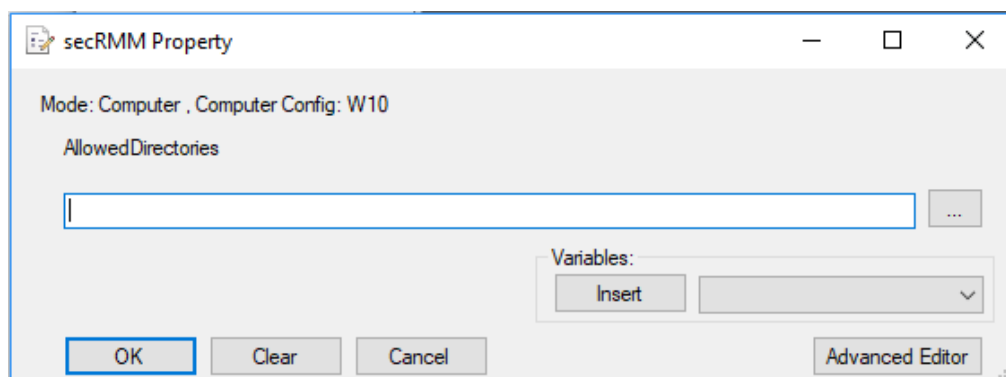 secRMM Property
Mode: Computer , Computer Config: W10
AllowedDirectories
...
Variables:
Insert
OK
Clear
Cancel
Advanced Editor